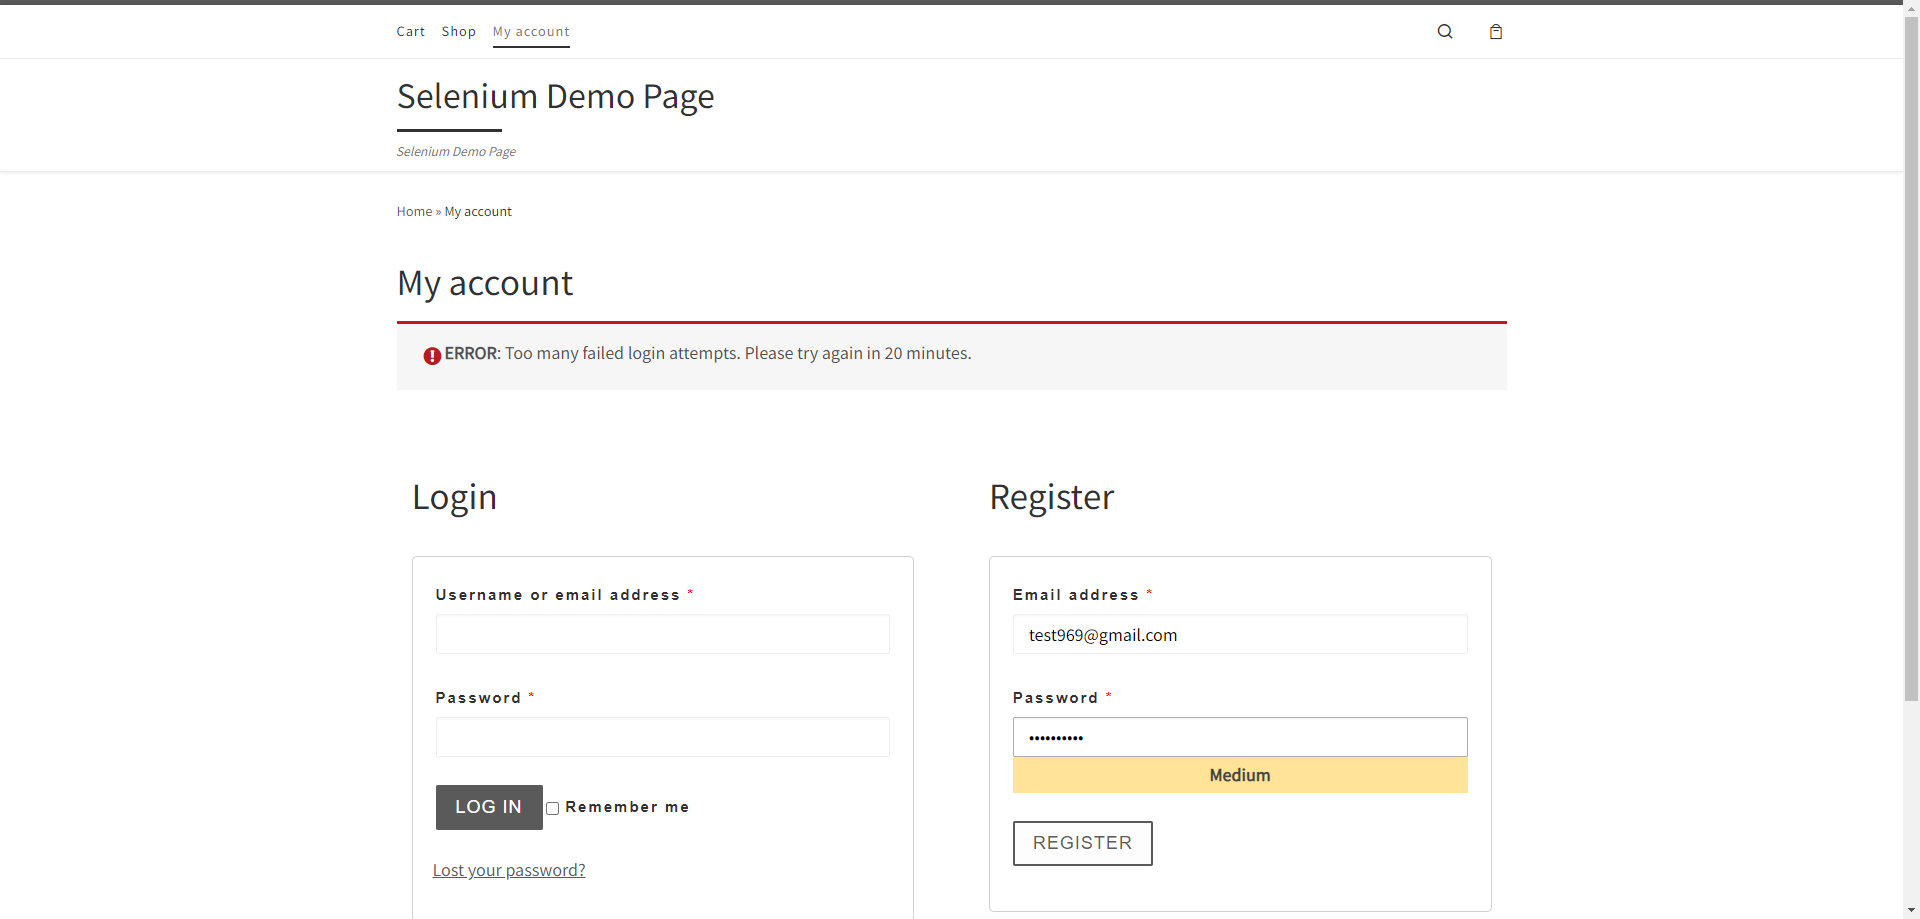 Cart Shop My account
Selenium Demo Page
Selenium Demo Page
Home » My account
My account
ERROR: Too many failed login attempts. Please try again in 20 minutes.
Login
Username or email address *
Password *
LOG IN Remember me
Lost your password?
Register
Email address *
test969@gmail.com
Password *
••••••••••
Medium
REGISTER